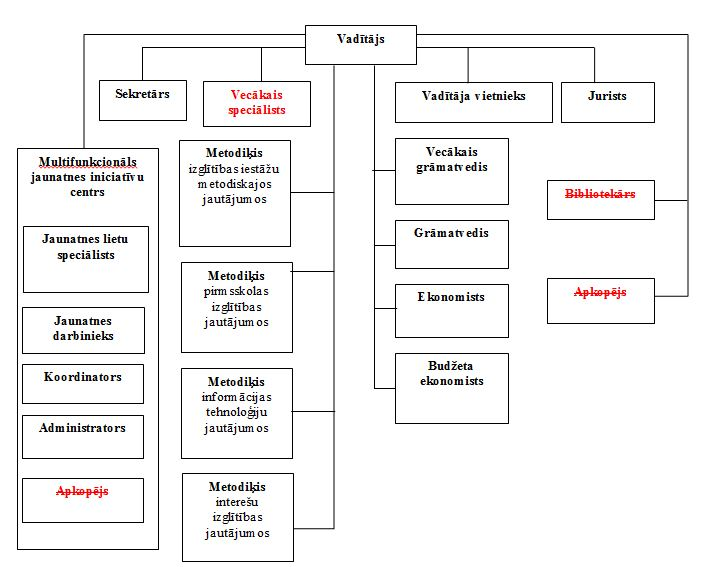 Vadītājs
Sekretārs
Vecākais
speciālists
Vadītāja vietnieks
Jurists
Multifunkcionāls
jaunatnes iniciatīvu
centrs
Jaunatnes lietu
speciālists
Jaunatnes
darbinieks
Koordinators
Administrators
Apkopējs
Metodiķis
izglītības iestāžu
metodiskajos
jautājumos
Metodiķis
pirmsskolas
izglītības
jautājumos
Metodiķis
informācijas
tehnoloģiju
jautājumos
Metodiķis
interešu
izglītības
jautājumos
Vecākais
grāmatvedis
Grāmatvedis
Ekonomists
Budžeta
ekonomists
Bibliotekārs
Apkopējs